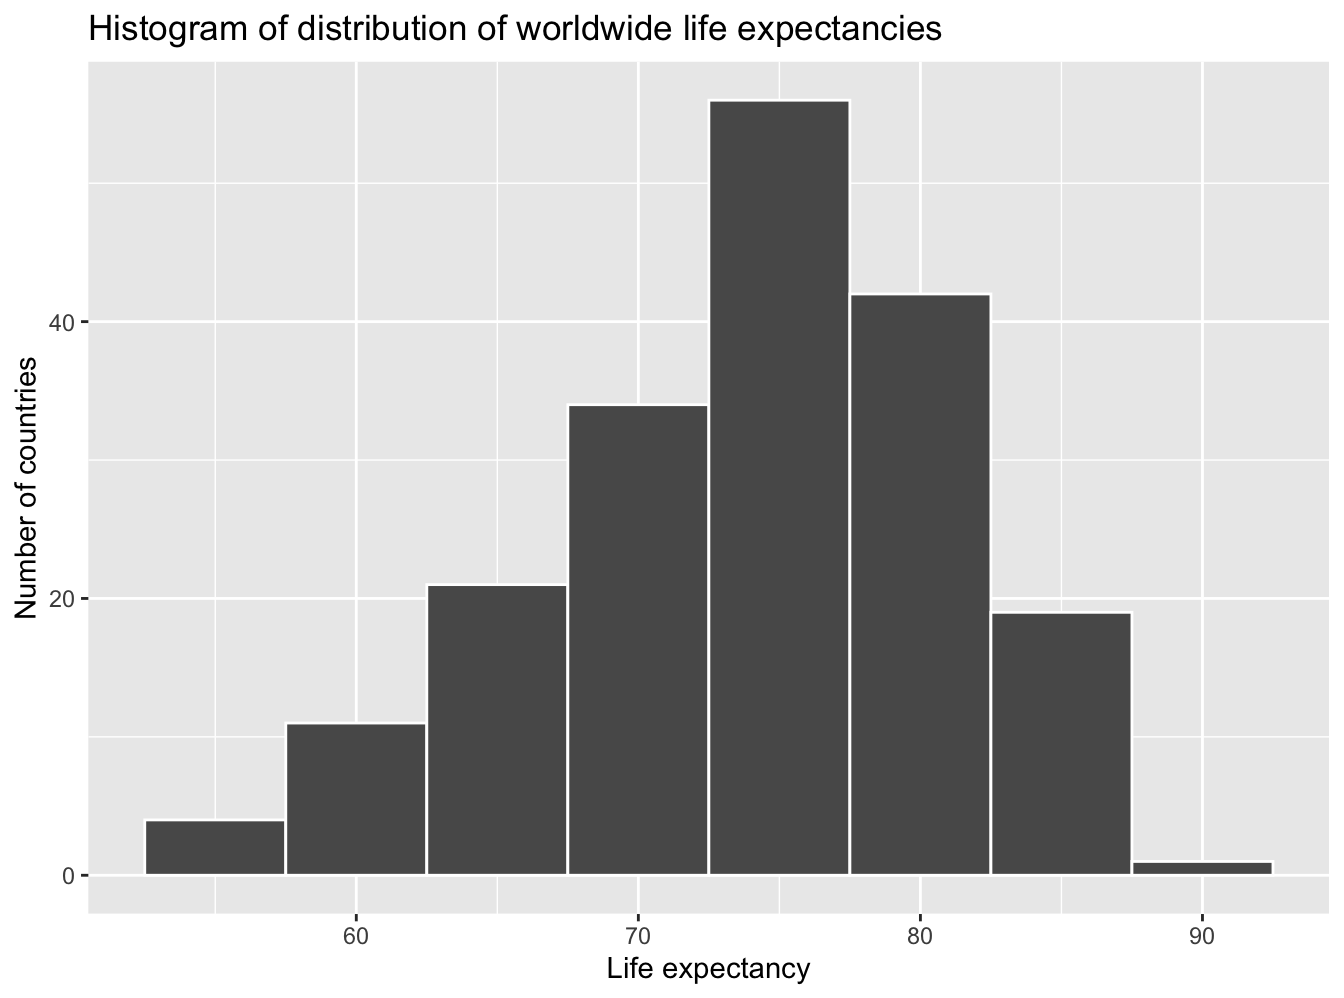 Histogram of distribution of worldwide life expectancies
Number of countries
40
20
0
60
70
80
90
Life expectancy